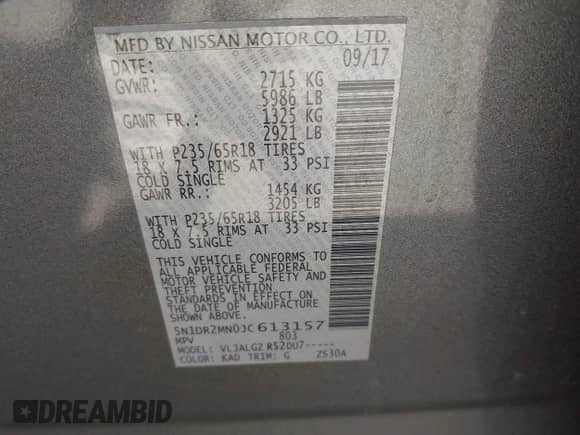 MFD BY NISSAN MOTOR CO., LTD.
DATE: 09/17
GVWR: 2715 KG
5986 LB
GAWR FR.: 1325 KG
2921 LB
WITH P235/65R18 TIRES
18 X 7.5 RIMS AT 33 PSI
COLD SINGLE
GAWR RR.: 1454 KG
3205 LB
WITH P235/65R18 TIRES
18 X 7.5 RIMS AT 33 PSI
COLD SINGLE
THIS VEHICLE CONFORMS TO
ALL APPLICABLE FEDERAL
MOTOR VEHICLE SAFETY
AND THEFT PREVENTION
STANDARDS IN EFFECT ON
THE DATE OF MANUFACTURE
SHOWN ABOVE.
5N1DR2MN0JC613157
MPV 803
MODEL: VL3ALGZ R52DU7-----
COLOR: KAD TRIM: G Z530A
DREAMBID